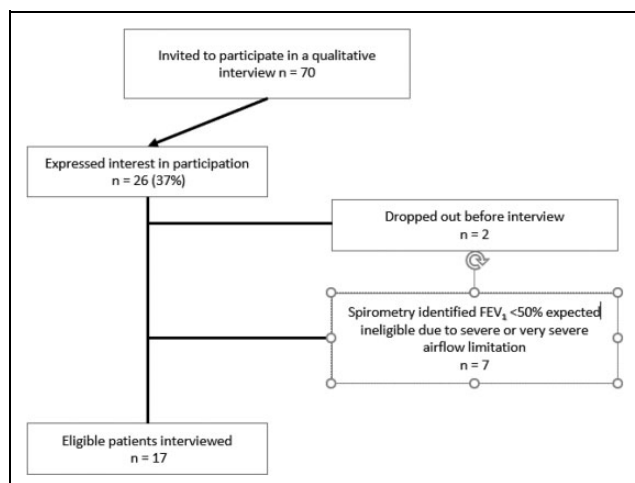 Invited to participate in a qualitative
interview n = 70
Expressed interest in participation
n = 26 (37%)
Dropped out before interview
n = 2
Spirometry identified FEV₁ <50% expected
ineligible due to severe or very severe
airflow limitation
n = 7
Eligible patients interviewed
n = 17